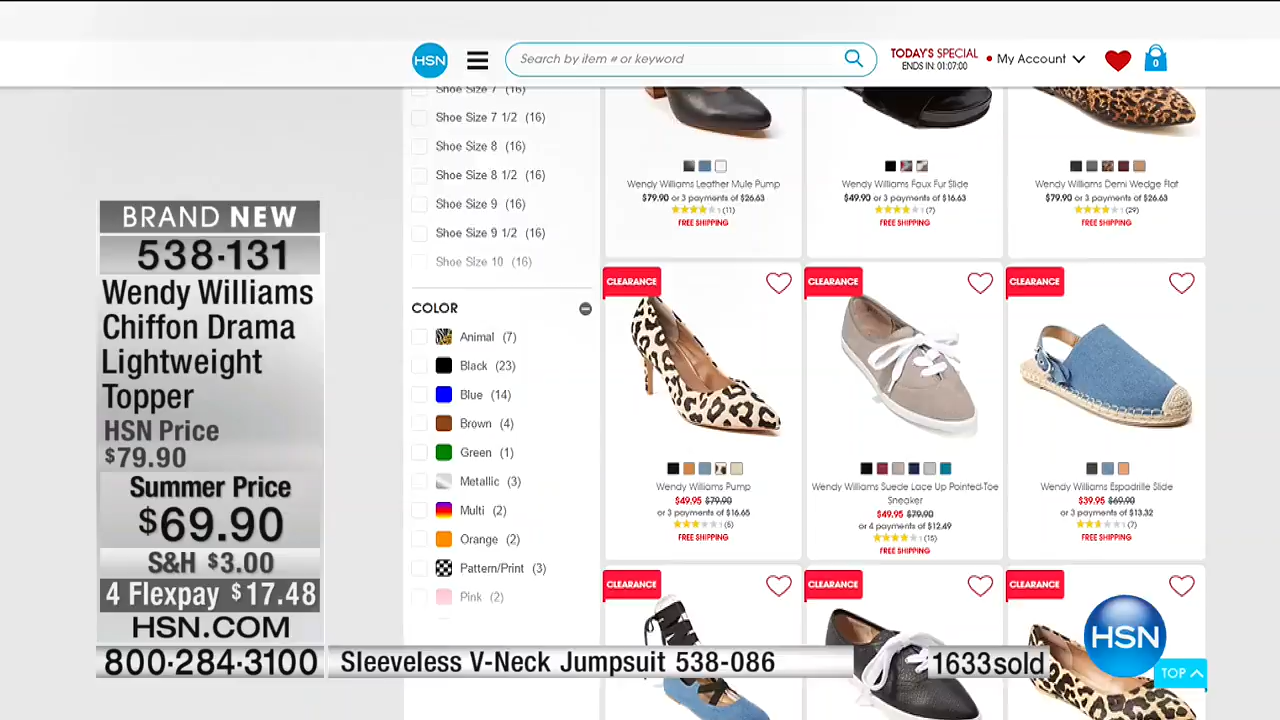 HSN
Search by item # or keyword
TODAY'S SPECIAL
ENDS IN: 01:07:00
My Account
0
Shoe Size 7 (16)
Shoe Size 7 1/2 (16)
Shoe Size 8 (16)
Shoe Size 8 1/2 (16)
Shoe Size 9 (16)
Shoe Size 9 1/2 (16)
Shoe Size 10 (16)
COLOR
Animal (7)
Black (23)
Blue (14)
Brown (4)
Green (1)
Metallic (3)
Multi (2)
Orange (2)
Pattern/Print (3)
Pink (2)
Wendy Williams Leather Mule Pump
$79.90 or 3 payments of $26.63
(11)
FREE SHIPPING
Wendy Williams Faux Fur Slide
$49.90 or 3 payments of $16.63
(7)
FREE SHIPPING
Wendy Williams Demi Wedge Flat
$79.90 or 3 payments of $26.63
(29)
FREE SHIPPING
CLEARANCE
Wendy Williams Pump
$49.95 $79.90
or 3 payments of $16.65
(5)
FREE SHIPPING
CLEARANCE
Wendy Williams Suede Lace Up Pointed-Toe
Sneaker
$49.95 $79.90
or 4 payments of $12.49
(15)
FREE SHIPPING
CLEARANCE
Wendy Williams Espadrille Slide
$39.95 $69.90
or 3 payments of $13.32
(7)
FREE SHIPPING
CLEARANCE
CLEARANCE
CLEARANCE
BRAND NEW
538-131
Wendy Williams
Chiffon Drama
Lightweight
Topper
HSN Price
$79.90
Summer Price
$69.90
S&H $3.00
4 Flexpay $17.48
HSN.COM
800-284-3100
Sleeveless V-Neck Jumpsuit 538-086
1633 sold
HSN
TOP